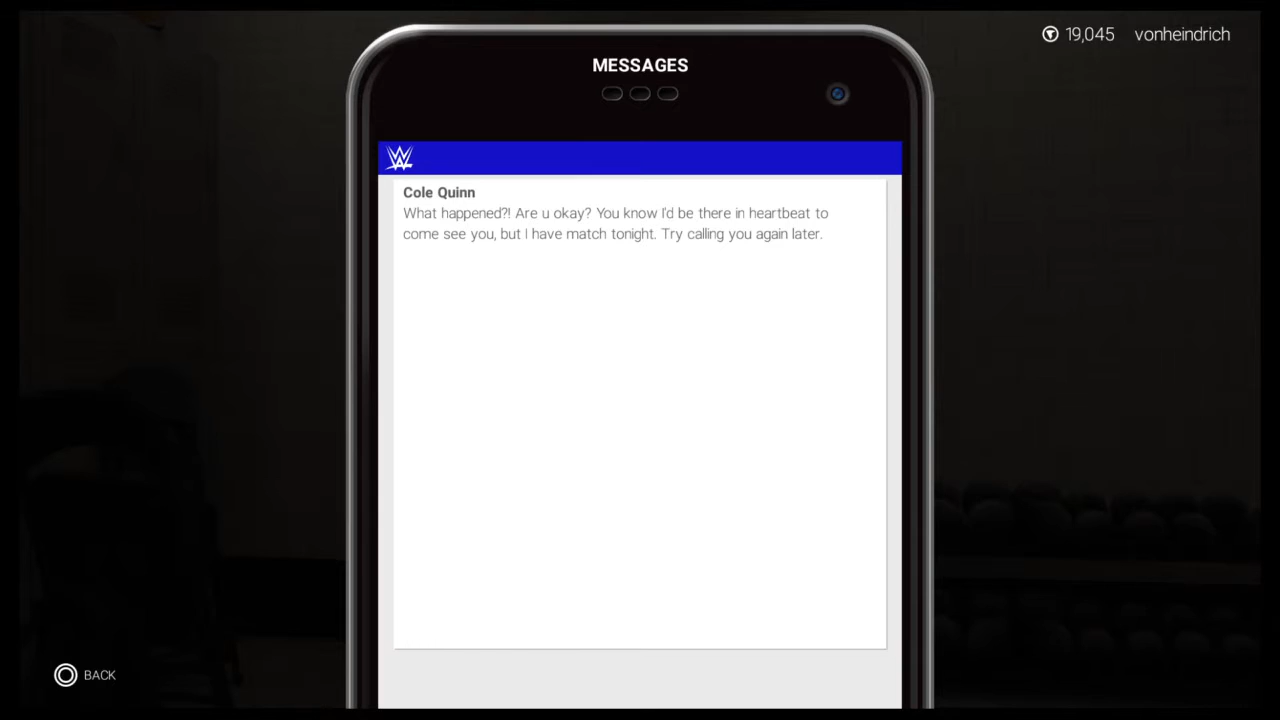 19,045 vonheindrich
MESSAGES
Cole Quinn
What happened?! Are u okay? You know I'd be there in heartbeat to
come see you, but I have match tonight. Try calling you again later.
BACK